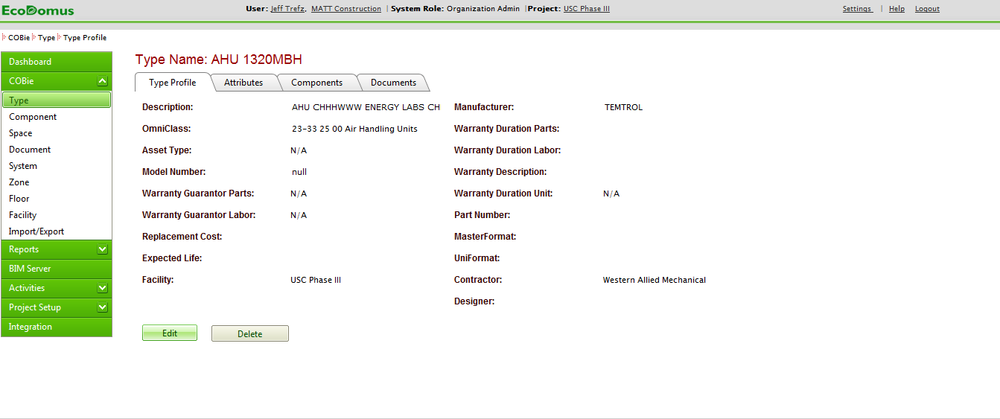 EcoDomus
User: Jeff Trefz, MATT Construction | System Role: Organization Admin | Project: USC Phase III
Settings | Help Logout
COBie Type Type Profile
Dashboard
COBie
Type
Component
Space
Document
System
Zone
Floor
Facility
Import/Export
Reports
BIM Server
Activities
Project Setup
Integration
Type Name: AHU 1320MBH
Type Profile Attributes Components Documents
Description: AHU CHHHWWW ENERGY LABS CH Manufacturer: TEMTROL
OmniClass: 23-33 25 00 Air Handling Units Warranty Duration Parts:
Asset Type: N/A Warranty Duration Labor:
Model Number: null Warranty Description:
Warranty Guarantor Parts: N/A Warranty Duration Unit: N/A
Warranty Guarantor Labor: N/A Part Number:
Replacement Cost: MasterFormat:
Expected Life: UniFormat:
Facility: USC Phase III Contractor: Western Allied Mechanical
Designer:
Edit Delete